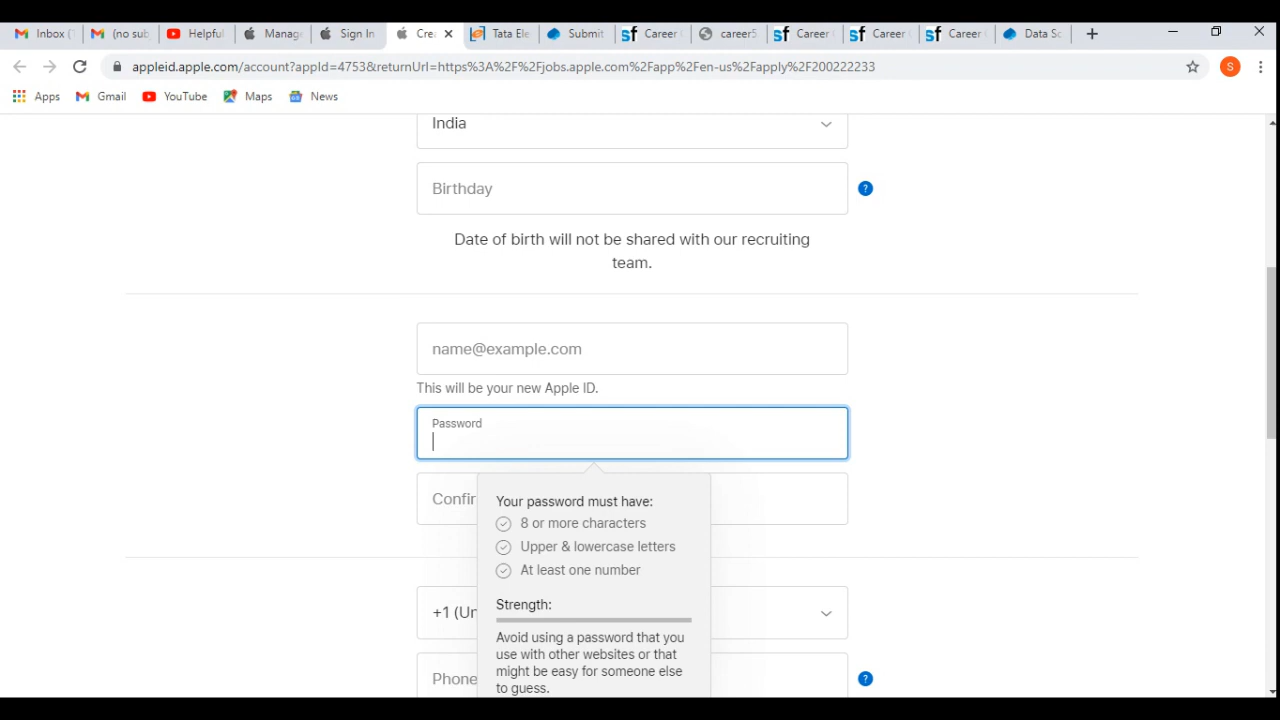 Inbox (
(no sub
Helpful
Manag
Sign In
Crea
Tata Ele
Submit
Career
career5
Career
Career
Career
Data Sc
appleid.apple.com/account?appId=4753&returnUrl=https%3A%2F%2Fjobs.apple.com%2Fapp%2Fen-us%2Fapply%2F200222233
S
Apps
Gmail
YouTube
Maps
News
India
Birthday
?
Date of birth will not be shared with our recruiting
team.
name@example.com
This will be your new Apple ID.
Password
Confir
Your password must have:
8 or more characters
Upper & lowercase letters
At least one number
Strength:
Avoid using a password that you
use with other websites or that
might be easy for someone else
to guess.
+1 (Un
Phone
?